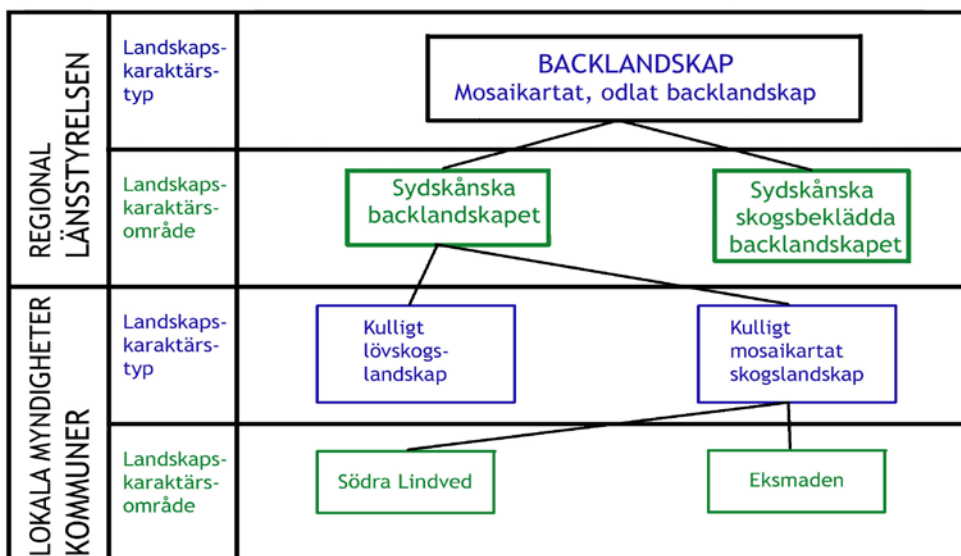 REGIONAL
LÄNSSTYRELSEN
Landskaps-
karaktärs-
typ
BACKLANDSKAP
Mosaikartat, odlat backlandskap
Landskaps-
karaktärs-
område
Sydskånska
backlandskapet
Sydskånska
skogsbeklädda
backlandskapet
LOKALA MYNDIGHETER
KOMMUNER
Landskaps-
karaktärs-
typ
Kulligt
lövskogs-
landskap
Kulligt
mosaikartat
skogslandskap
Landskaps-
karaktärs-
område
Södra Lindved
Eksmaden